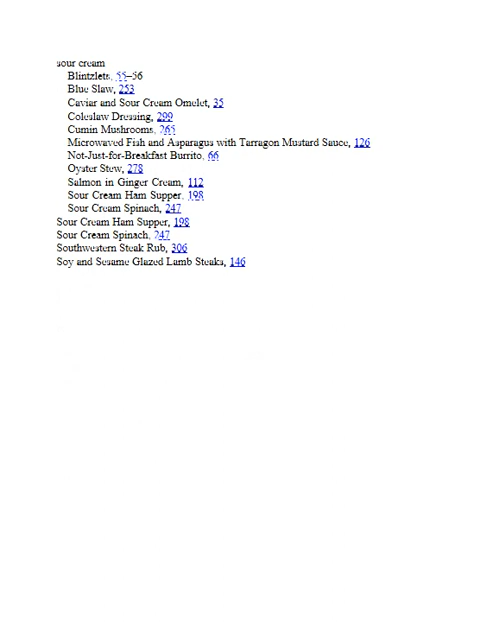 sour cream
Blintzlets, 55–56
Blue Slaw, 253
Caviar and Sour Cream Omelet, 35
Coleslaw Dressing, 299
Cumin Mushrooms, 265
Microwaved Fish and Asparagus with Tarragon Mustard Sauce, 126
Not-Just-for-Breakfast Burrito, 66
Oyster Stew, 278
Salmon in Ginger Cream, 112
Sour Cream Ham Supper, 198
Sour Cream Spinach, 247
Sour Cream Ham Supper, 198
Sour Cream Spinach, 247
Southwestern Steak Rub, 306
Soy and Sesame Glazed Lamb Steaks, 146